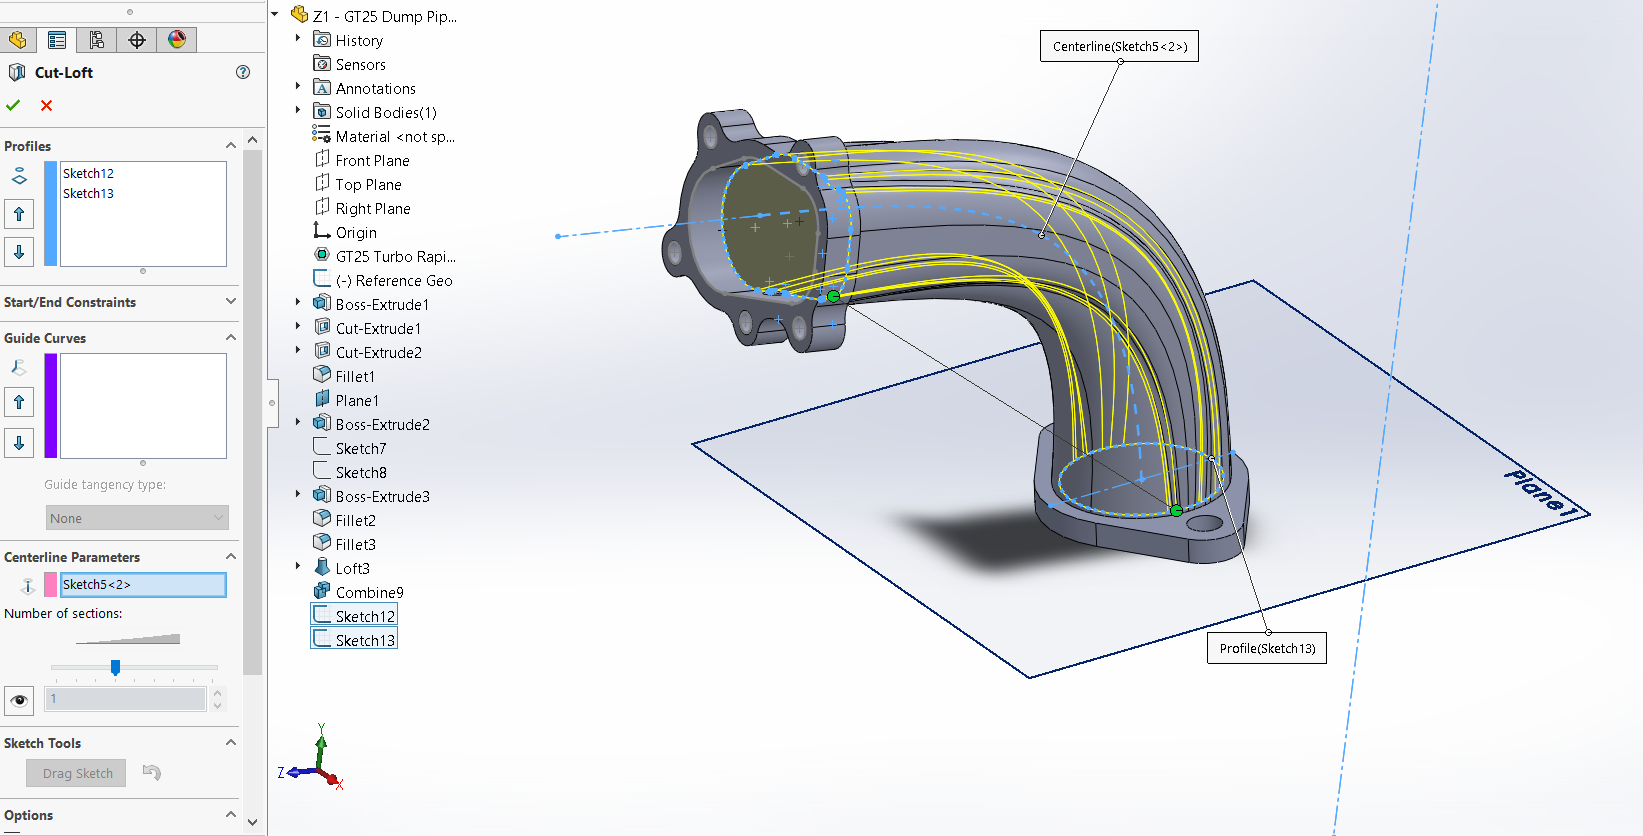 Cut-Loft
Profiles
Sketch12
Sketch13
Start/End Constraints
Guide Curves
Guide tangency type:
None
Centerline Parameters
Sketch5<2>
Number of sections:
1
Sketch Tools
Drag Sketch
Options
Z1 - GT25 Dump Pip...
History
Sensors
A Annotations
Solid Bodies(1)
Material <not sp...
Front Plane
Top Plane
Right Plane
Origin
GT25 Turbo Rapi...
(-) Reference Geo
Boss-Extrude1
Cut-Extrude1
Cut-Extrude2
Fillet1
Plane1
Boss-Extrude2
Sketch7
Sketch8
Boss-Extrude3
Fillet2
Fillet3
Loft3
Combine9
Sketch12
Sketch13
Centerline(Sketch5<2>)
Plane1
Profile(Sketch13)
Y
Z
X